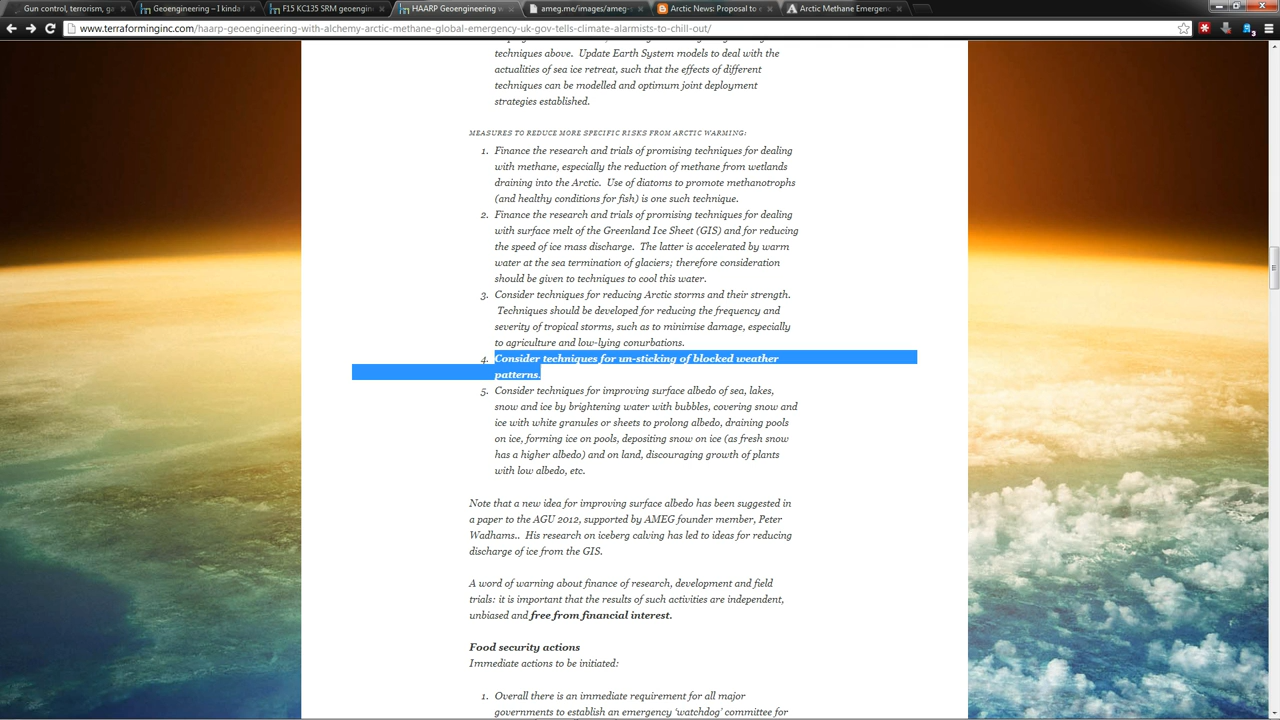 Gun control, terrorism, ga
Geoengineering – I kinda l
F15 KC135 SRM geoengine
HAARP Geoengineering w
ameg.me/images/ameg-s
Arctic News: Proposal to e
Arctic Methane Emergenc
www.terraforminginc.com/haarp-geoengineering-with-alchemy-arctic-methane-global-emergency-uk-gov-tells-climate-alarmists-to-chill-out/
3
techniques above. Update Earth System models to deal with the
actualities of sea ice retreat, such that the effects of different
techniques can be modelled and optimum joint deployment
strategies established.
MEASURES TO REDUCE MORE SPECIFIC RISKS FROM ARCTIC WARMING:
1. Finance the research and trials of promising techniques for dealing
with methane, especially the reduction of methane from wetlands
draining into the Arctic. Use of diatoms to promote methanotrophs
(and healthy conditions for fish) is one such technique.
2. Finance the research and trials of promising techniques for dealing
with surface melt of the Greenland Ice Sheet (GIS) and for reducing
the speed of ice mass discharge. The latter is accelerated by warm
water at the sea termination of glaciers; therefore consideration
should be given to techniques to cool this water.
3. Consider techniques for reducing Arctic storms and their strength.
Techniques should be developed for reducing the frequency and
severity of tropical storms, such as to minimise damage, especially
to agriculture and low-lying conurbations.
4. Consider techniques for un-sticking of blocked weather
patterns.
5. Consider techniques for improving surface albedo of sea, lakes,
snow and ice by brightening water with bubbles, covering snow and
ice with white granules or sheets to prolong albedo, draining pools
on ice, forming ice on pools, depositing snow on ice (as fresh snow
has a higher albedo) and on land, discouraging growth of plants
with low albedo, etc.
Note that a new idea for improving surface albedo has been suggested in
a paper to the AGU 2012, supported by AMEG founder member, Peter
Wadhams.. His research on iceberg calving has led to ideas for reducing
discharge of ice from the GIS.
A word of warning about finance of research, development and field
trials: it is important that the results of such activities are independent,
unbiased and free from financial interest.
Food security actions
Immediate actions to be initiated:
1. Overall there is an immediate requirement for all major
governments to establish an emergency 'watchdog' committee for